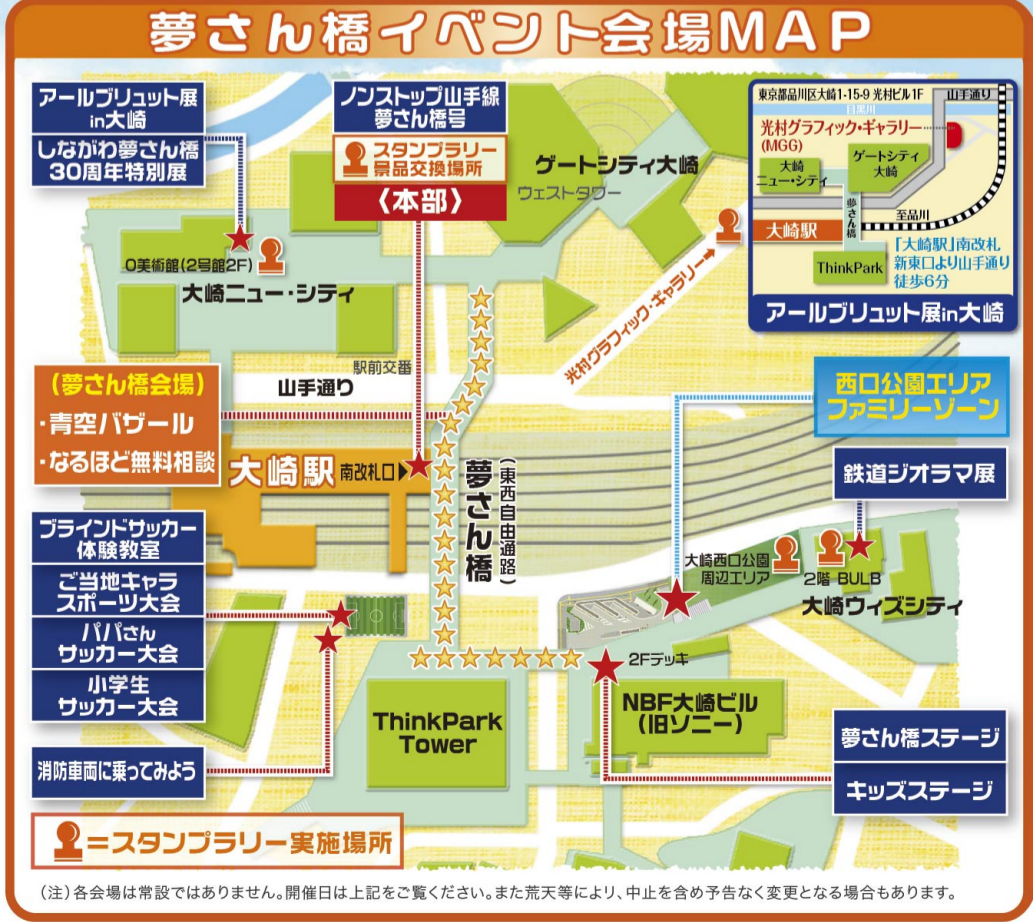 夢さん橋イベント会場MAP
アールブリュット展
in大崎
しながわ夢さん橋
30周年特別展
ノンストップ山手線
夢さん橋号
スタンプラリー
景品交換場所
〈本部〉
ゲートシティ大崎
ウェストタワー
東京都品川区大崎1-15-9 光村ビル1F
山手通り
目黒川
光村グラフィック・ギャラリー
(MGG)
大崎
ニュー・シティ
ゲートシティ
大崎
夢さん橋
至品川
大崎駅
ThinkPark
「大崎駅」南改札
新東口より山手通り
徒歩6分
アールブリュット展in大崎
O美術館(2号館2F)
大崎ニュー・シティ
光村グラフィック・ギャラリー
駅前交番
山手通り
(夢さん橋会場)
・青空バザール
・なるほど無料相談
大崎駅 南改札口
夢さん橋
(東西自由通路)
西口公園エリア
ファミリーゾーン
鉄道ジオラマ展
ブラインドサッカー
体験教室
ご当地キャラ
スポーツ大会
パパさん
サッカー大会
小学生
サッカー大会
大崎西口公園
周辺エリア
2階 BULB
大崎ウィズシティ
2Fデッキ
ThinkPark
Tower
NBF大崎ビル
(旧ソニー)
消防車両に乗ってみよう
夢さん橋ステージ
キッズステージ
=スタンプラリー実施場所
(注)各会場は常設ではありません。開催日は上記をご覧ください。また荒天等により、中止を含め予告なく変更となる場合もあります。